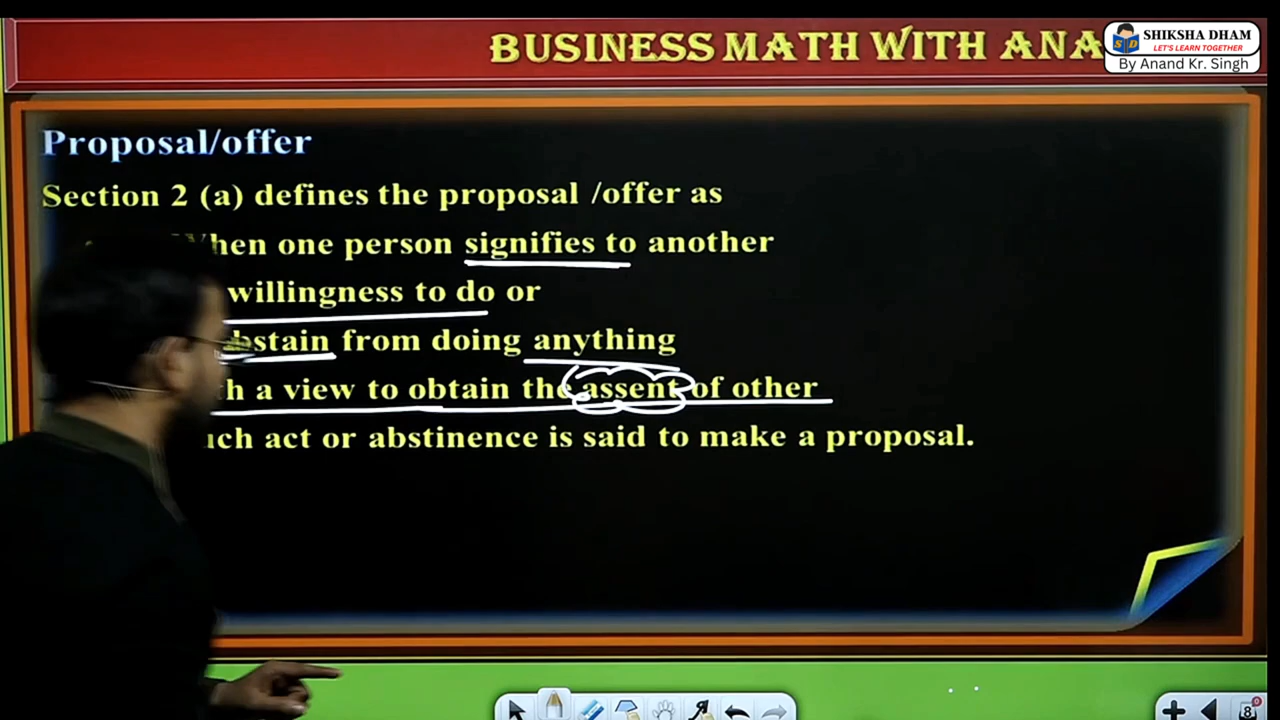 BUSINESS MATH WITH ANA
SHIKSHA DHAM
LET'S LEARN TOGETHER
By Anand Kr. Singh
Proposal/offer
Section 2 (a) defines the proposal /offer as
hen one person signifies to another
willingness to do or
bstain from doing anything
h a view to obtain the assent of other
uch act or abstinence is said to make a proposal.
8